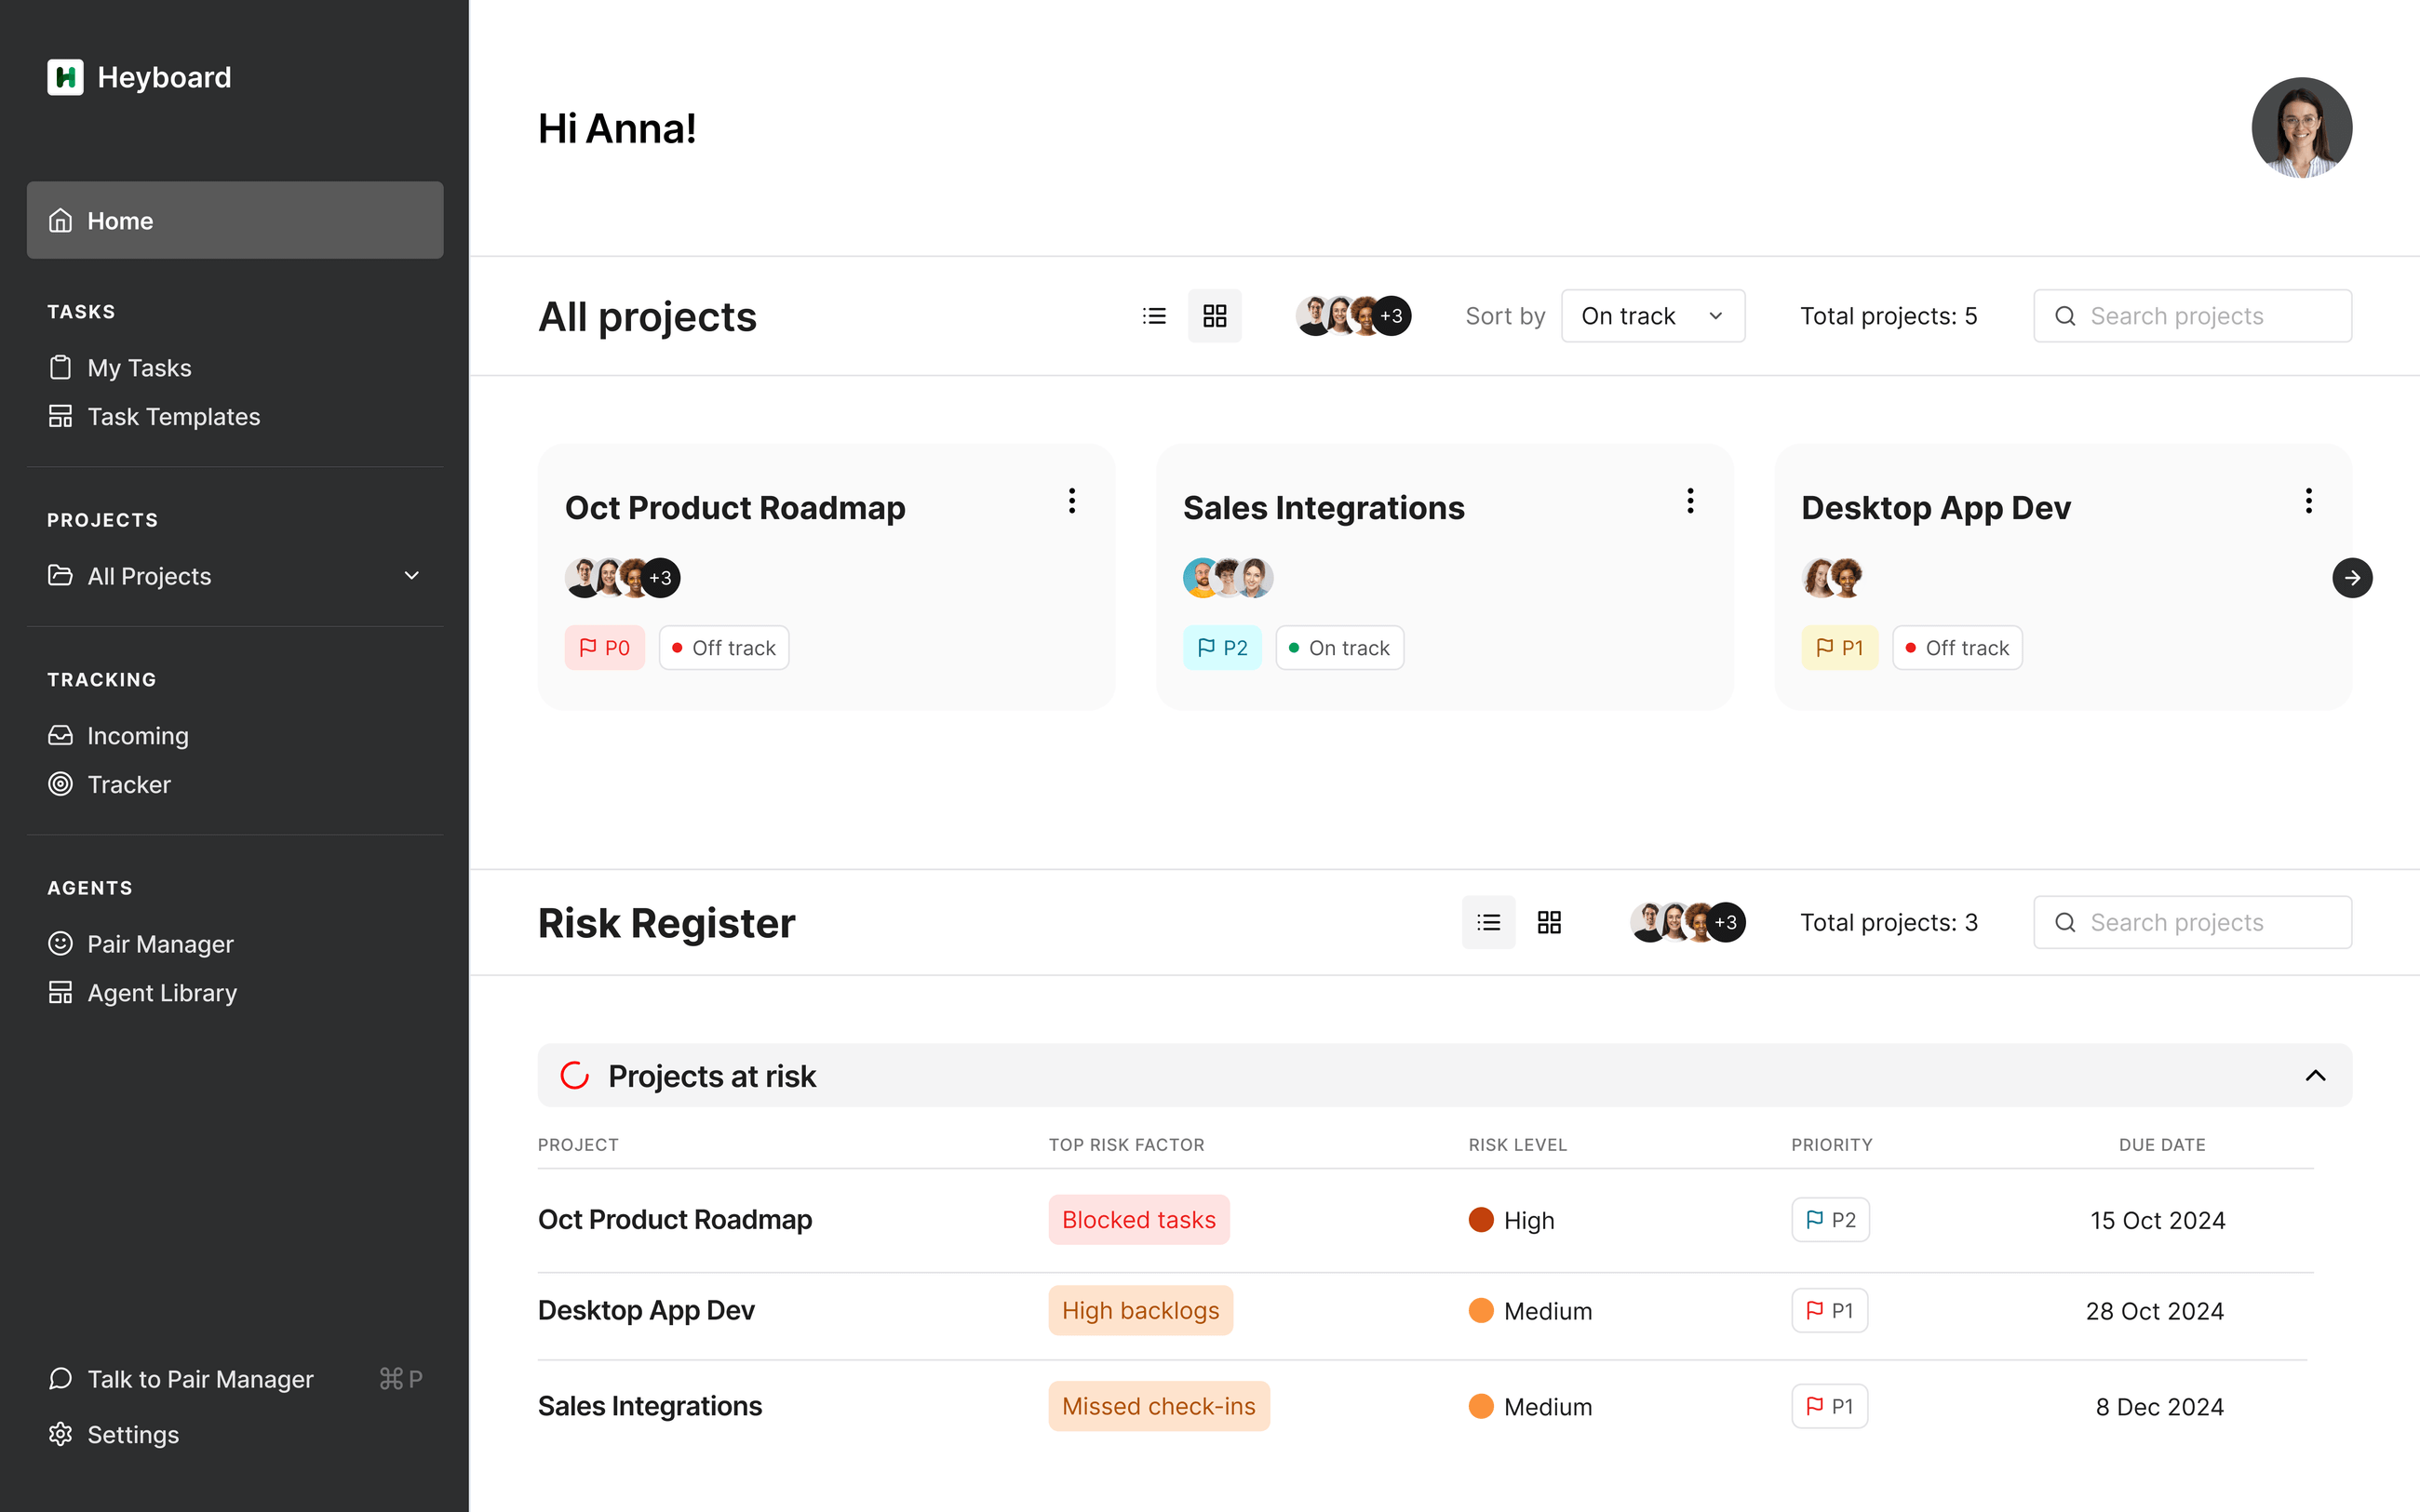 Heyboard
Home
TASKS
My Tasks
Task Templates
PROJECTS
All Projects
TRACKING
Incoming
Tracker
AGENTS
Pair Manager
Agent Library
Talk to Pair Manager ⌘ P
Settings
Hi Anna!
All projects +3 Sort by On track Total projects: 5 Search projects
Oct Product Roadmap
+3
P0 Off track
Sales Integrations
P2 On track
Desktop App Dev
P1 Off track
Risk Register +3 Total projects: 3 Search projects
Projects at risk
PROJECT TOP RISK FACTOR RISK LEVEL PRIORITY DUE DATE
Oct Product Roadmap Blocked tasks High P2 15 Oct 2024
Desktop App Dev High backlogs Medium P1 28 Oct 2024
Sales Integrations Missed check-ins Medium P1 8 Dec 2024